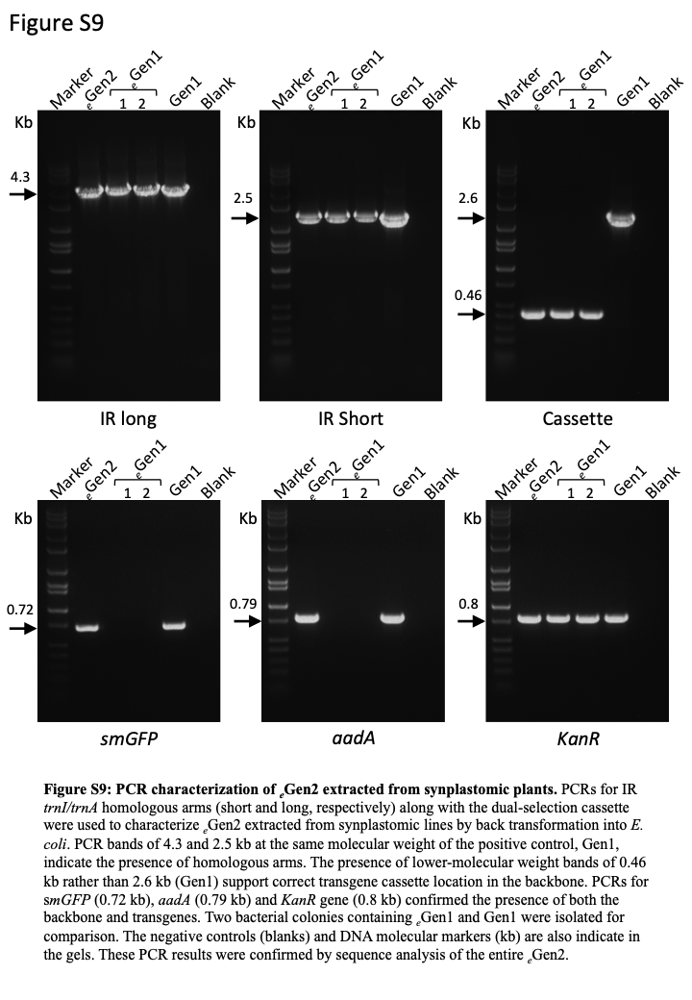 Figure S9
Marker
eGen2
eGen1
1 2
Gen1
Blank
Kb
4.3
IR long
Marker
eGen2
eGen1
1 2
Gen1
Blank
Kb
2.5
IR Short
Marker
eGen2
eGen1
1 2
Gen1
Blank
Kb
2.6
0.46
Cassette
Marker
eGen2
eGen1
1 2
Gen1
Blank
Kb
0.72
smGFP
Marker
eGen2
eGen1
1 2
Gen1
Blank
Kb
0.79
aadA
Marker
eGen2
eGen1
1 2
Gen1
Blank
Kb
0.8
KanR
Figure S9: PCR characterization of eGen2 extracted from synplastomic plants. PCRs for IR
trnI/trnA homologous arms (short and long, respectively) along with the dual-selection cassette
were used to characterize eGen2 extracted from synplastomic lines by back transformation into E.
coli. PCR bands of 4.3 and 2.5 kb at the same molecular weight of the positive control, Gen1,
indicate the presence of homologous arms. The presence of lower-molecular weight bands of 0.46
kb rather than 2.6 kb (Gen1) support correct transgene cassette location in the backbone. PCRs for
smGFP (0.72 kb), aadA (0.79 kb) and KanR gene (0.8 kb) confirmed the presence of both the
backbone and transgenes. Two bacterial colonies containing eGen1 and Gen1 were isolated for
comparison. The negative controls (blanks) and DNA molecular markers (kb) are also indicate in
the gels. These PCR results were confirmed by sequence analysis of the entire eGen2.